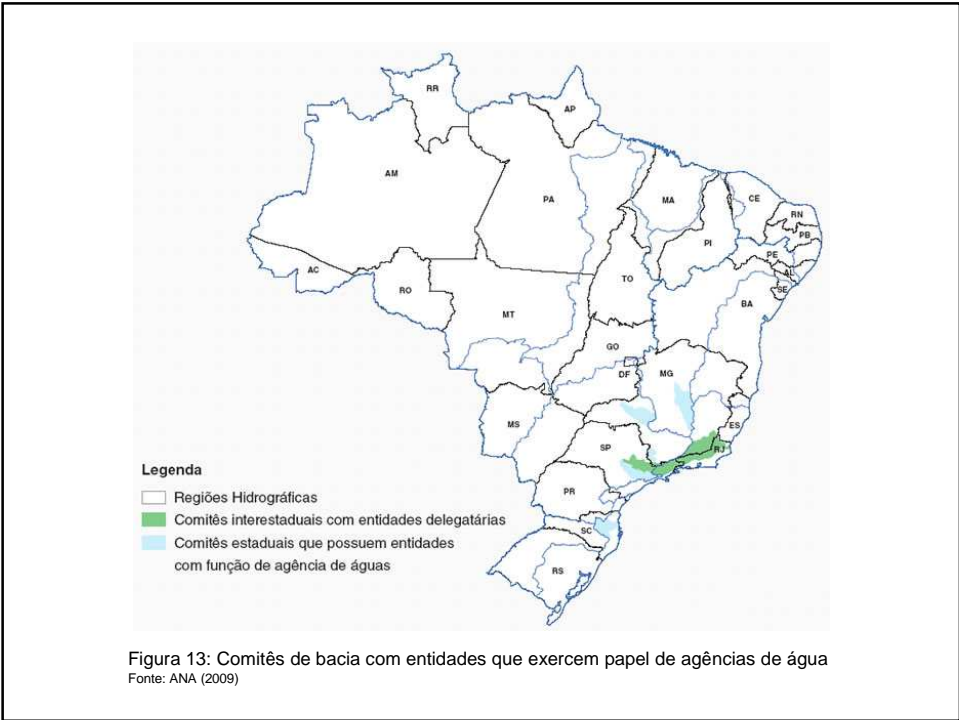 RR
AP
AM
PA
MA
CE
RN
PB
PI
PE
AL
SE
AC
RO
TO
BA
MT
GO
DF
MG
MS
ES
SP
RJ
PR
SC
RS
Legenda
Regiões Hidrográficas
Comitês interestaduais com entidades delegatárias
Comitês estaduais que possuem entidades
com função de agência de águas
Figura 13: Comitês de bacia com entidades que exercem papel de agências de água
Fonte: ANA (2009)